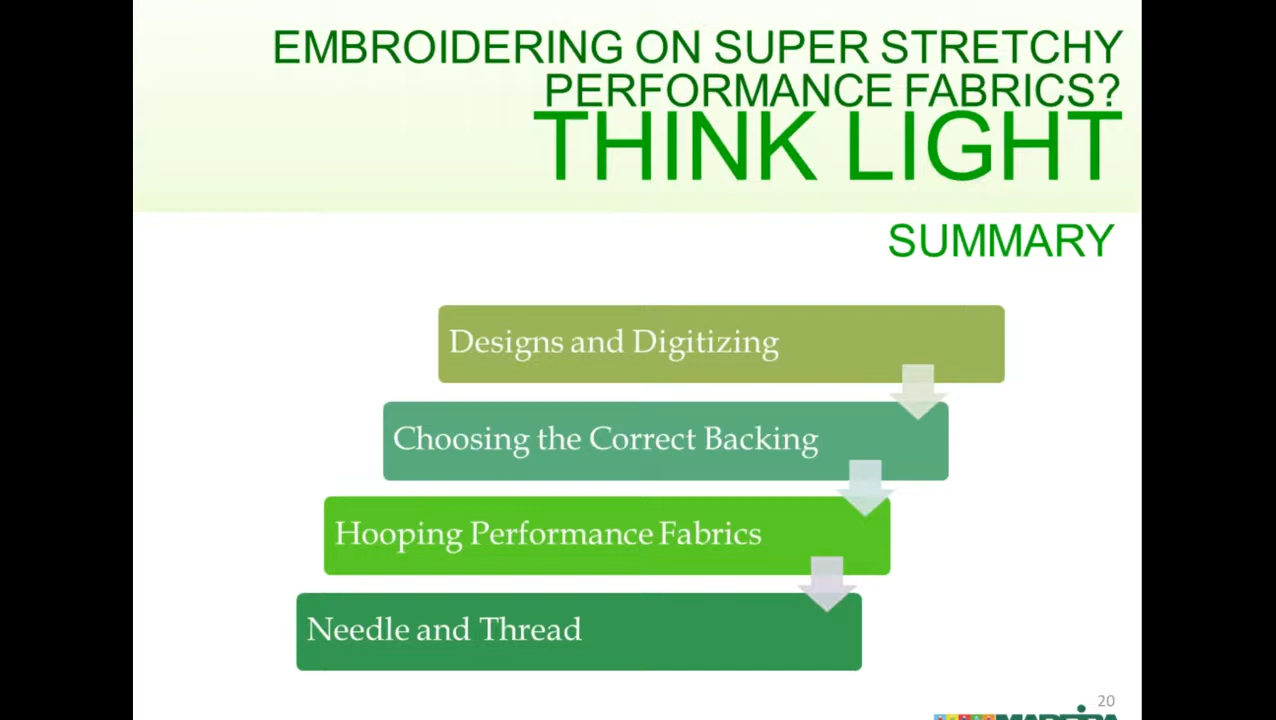 EMBROIDERING ON SUPER STRETCHY
PERFORMANCE FABRICS?
THINK LIGHT
SUMMARY
Designs and Digitizing
Choosing the Correct Backing
Hooping Performance Fabrics
Needle and Thread
20